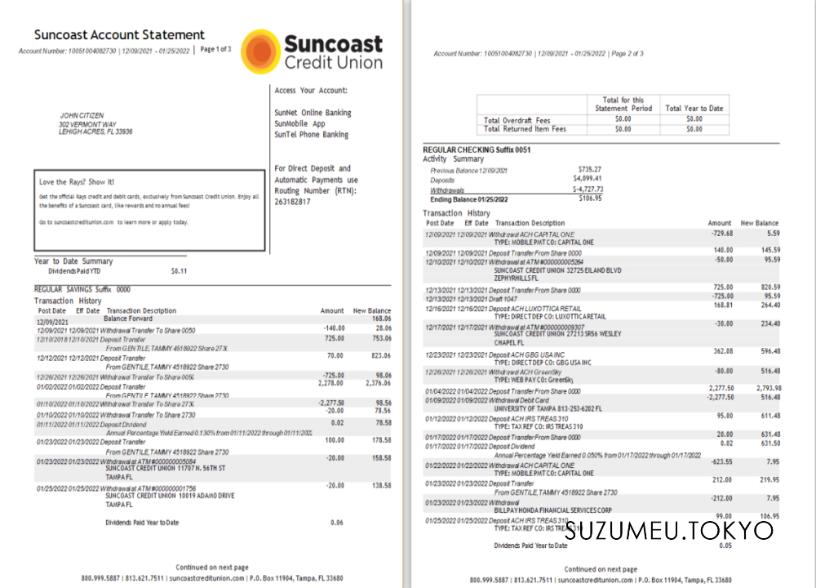 Suncoast Account Statement
Account Number: 10051004082730 | 12/09/2021 - 01/25/2022 | Page 1 of 3
Suncoast
Credit Union
JOHN CITIZEN
302 VERMONT WAY
LEHIGH ACRES, FL 33936
Access Your Account:
SunNet Online Banking
SunMobile App
SunTel Phone Banking
For Direct Deposit and
Automatic Payments use
Routing Number (RTN):
263182817
Love the Rays? Show It!
Get the official Rays credit and debit cards, exclusively from Suncoast Credit Union. Enjoy all
the benefits of a Suncoast card, like rewards and no annual fee!
Go to suncoastcreditunion.com to learn more or apply today.
Year to Date Summary
Dividends Paid YTD $0.11
REGULAR SAVINGS Suffix 0000
Transaction History
Post Date Eff Date Transaction Description Amount New Balance
12/09/2021 Balance Forward 168.06
12/09/2021 12/09/2021 Withdrawal Transfer To Share 0050 -140.00 28.06
12/10/2018 12/10/2021 Deposit Transfer 725.00 753.06
From GENTILE, TAMMY 4518922 Share 2730
12/12/2021 12/12/2021 Deposit Transfer 70.00 823.06
From GENTILE, TAMMY 4518922 Share 2730
12/26/2021 12/26/2021 Withdrawal Transfer To Share -725.00 98.06
01/02/2022 01/02/2022 Deposit Transfer 2,278.00 2,376.06
From GENTILE, TAMMY 4518922 Share 2730
01/10/2022 01/10/2022 Withdrawal Transfer To Share -2,277.50 98.56
01/10/2022 01/10/2022 Withdrawal Transfer To Share 2730 -20.00 78.56
01/11/2022 01/11/2022 Deposit Dividend 0.02 78.58
Annual Percentage Yield Earned 0.130% from 01/11/2022 through 01/11/2022
01/23/2022 01/23/2022 Deposit Transfer 100.00 178.58
From GENTILE, TAMMY 4518922 Share 2730
01/23/2022 01/23/2022 Withdrawal at ATM #000000005084 -20.00 158.58
SUNCOAST CREDIT UNION 11707 N. 56TH ST
TAMPA FL
01/25/2022 01/25/2022 Withdrawal at ATM #000000001756 -20.00 138.58
SUNCOAST CREDIT UNION 10019 ADAMO DRIVE
TAMPA FL
Dividends Paid Year to Date 0.06
Continued on next page
800.999.5887 | 813.621.7511 | suncoastcreditunion.com | P.O. Box 11904, Tampa, FL 33680
Account Number: 10051004082730 | 12/09/2021 - 01/25/2022 | Page 2 of 3
Total for this Statement Period Total Year to Date
Total Overdraft Fees $0.00 $0.00
Total Returned Item Fees $0.00 $0.00
REGULAR CHECKING Suffix 0051
Activity Summary
Previous Balance 12/09/2021 $735.27
Deposits $4,099.41
Withdrawals $-4,727.73
Ending Balance 01/25/2022 $106.95
Transaction History
Post Date Eff Date Transaction Description Amount New Balance
12/09/2021 12/09/2021 Withdrawal ACH CAPITAL ONE -729.68 5.59
TYPE: MOBILE PMT CO: CAPITAL ONE
12/09/2021 12/09/2021 Deposit Transfer From Share 0000 140.00 145.59
12/10/2021 12/10/2021 Withdrawal at ATM #000000005264 -50.00 95.59
SUNCOAST CREDIT UNION 32725 EILAND BLVD
ZEPHYRHILLS FL
12/13/2021 12/13/2021 Deposit Transfer From Share 0000 725.00 820.59
12/13/2021 12/13/2021 Draft 1047 -725.00 95.59
12/16/2021 12/16/2021 Deposit ACH LUXOTTICA RETAIL 168.81 264.40
TYPE: DIRECT DEP CO: LUXOTTICA RETAIL
12/17/2021 12/17/2021 Withdrawal at ATM #000000009307 -30.00 234.40
SUNCOAST CREDIT UNION 27213 SR56 WESLEY
CHAPEL FL
12/23/2021 12/23/2021 Deposit ACH GBG USA INC 362.08 596.48
TYPE: DIRECT DEP CO: GBG USA INC
12/26/2021 12/26/2021 Withdrawal ACH GreenSky -80.00 516.48
TYPE: WEB PAY CO: GreenSky
01/04/2022 01/04/2022 Deposit Transfer From Share 0000 2,277.50 2,793.98
01/09/2022 01/09/2022 Withdrawal Debit Card -2,277.50 516.48
UNIVERSITY OF TAMPA 813-253-6202 FL
01/12/2022 01/12/2022 Deposit ACH IRS TREAS 310 95.00 611.48
TYPE: TAX REF CO: IRS TREAS 310
01/17/2022 01/17/2022 Deposit Transfer From Share 0000 20.00 631.48
01/17/2022 01/17/2022 Deposit Dividend 0.02 631.50
Annual Percentage Yield Earned 0.050% from 01/17/2022 through 01/17/2022
01/22/2022 01/22/2022 Withdrawal ACH CAPITAL ONE -623.55 7.95
TYPE: MOBILE PMT CO: CAPITAL ONE
01/23/2022 01/23/2022 Deposit Transfer 212.00 219.95
From GENTILE, TAMMY 4518922 Share 2730
01/23/2022 01/23/2022 Withdrawal -212.00 7.95
BILLPAY HONDA FINANCIAL SERVICES CORP
01/25/2022 01/25/2022 Deposit ACH IRS TREAS 310 99.00 106.95
TYPE: TAX REF CO: IRS TREAS 310
SUZUMEU.TOKYO
Dividends Paid Year to Date 0.05
Continued on next page
800.999.5887 | 813.621.7511 | suncoastcreditunion.com | P.O. Box 11904, Tampa, FL 33680